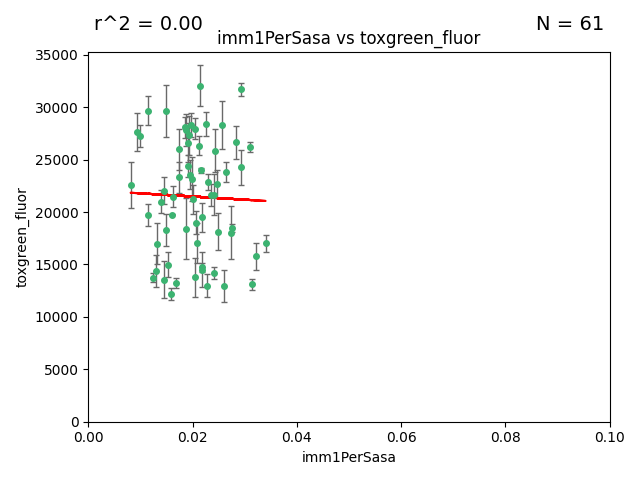 r^2 = 0.00
N = 61
imm1PerSasa vs toxgreen_fluor
35000
30000
25000
20000
15000
10000
5000
0
toxgreen_fluor
0.00
0.02
0.04
0.06
0.08
0.10
imm1PerSasa